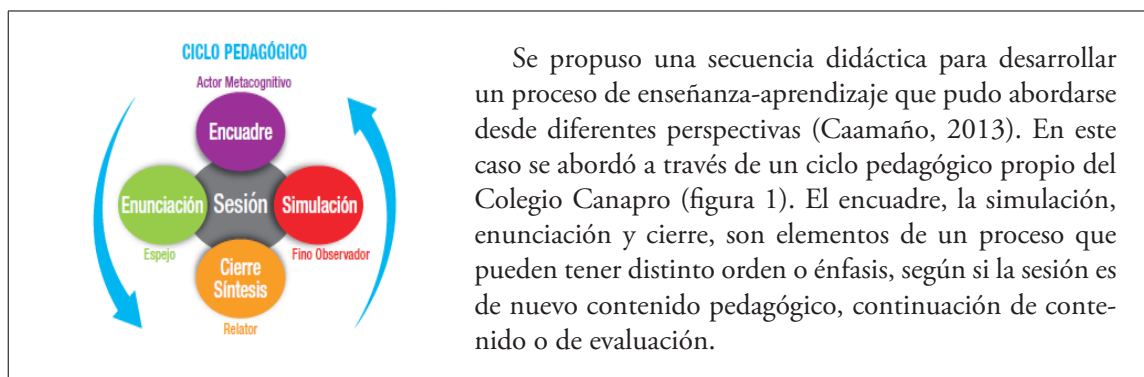 CICLO PEDAGÓGICO
Actor Metacognitivo
Encuadre
Enunciación
Sesión
Simulación
Espejo
Fino Observador
Cierre
Síntesis
Relator
Se propuso una secuencia didáctica para desarrollar
un proceso de enseñanza-aprendizaje que pudo abordarse
desde diferentes perspectivas (Caamaño, 2013). En este
caso se abordó a través de un ciclo pedagógico propio del
Colegio Canapro (figura 1). El encuadre, la simulación,
enunciación y cierre, son elementos de un proceso que
pueden tener distinto orden o énfasis, según si la sesión es
de nuevo contenido pedagógico, continuación de conte-
nido o de evaluación.